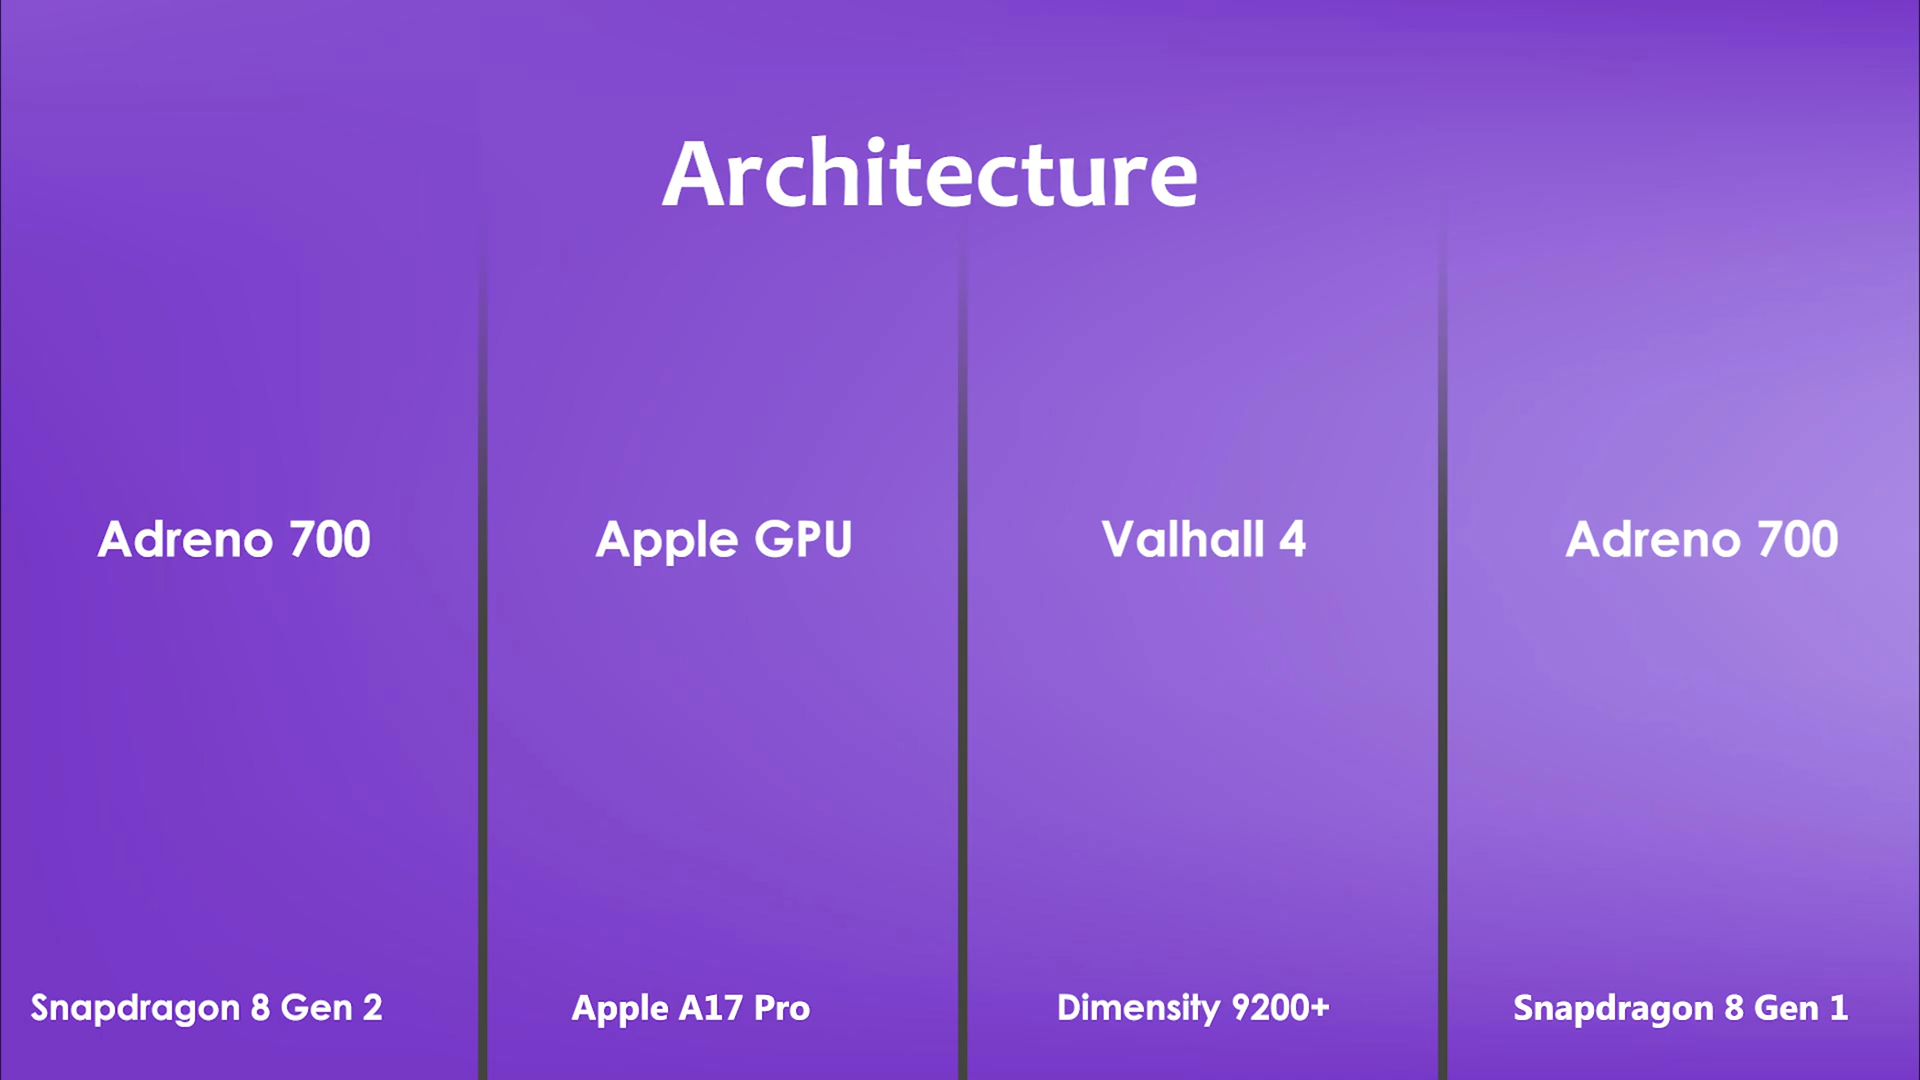 Architecture
Adreno 700
Apple GPU
Valhall 4
Adreno 700
Snapdragon 8 Gen 2
Apple A17 Pro
Dimensity 9200+
Snapdragon 8 Gen 1